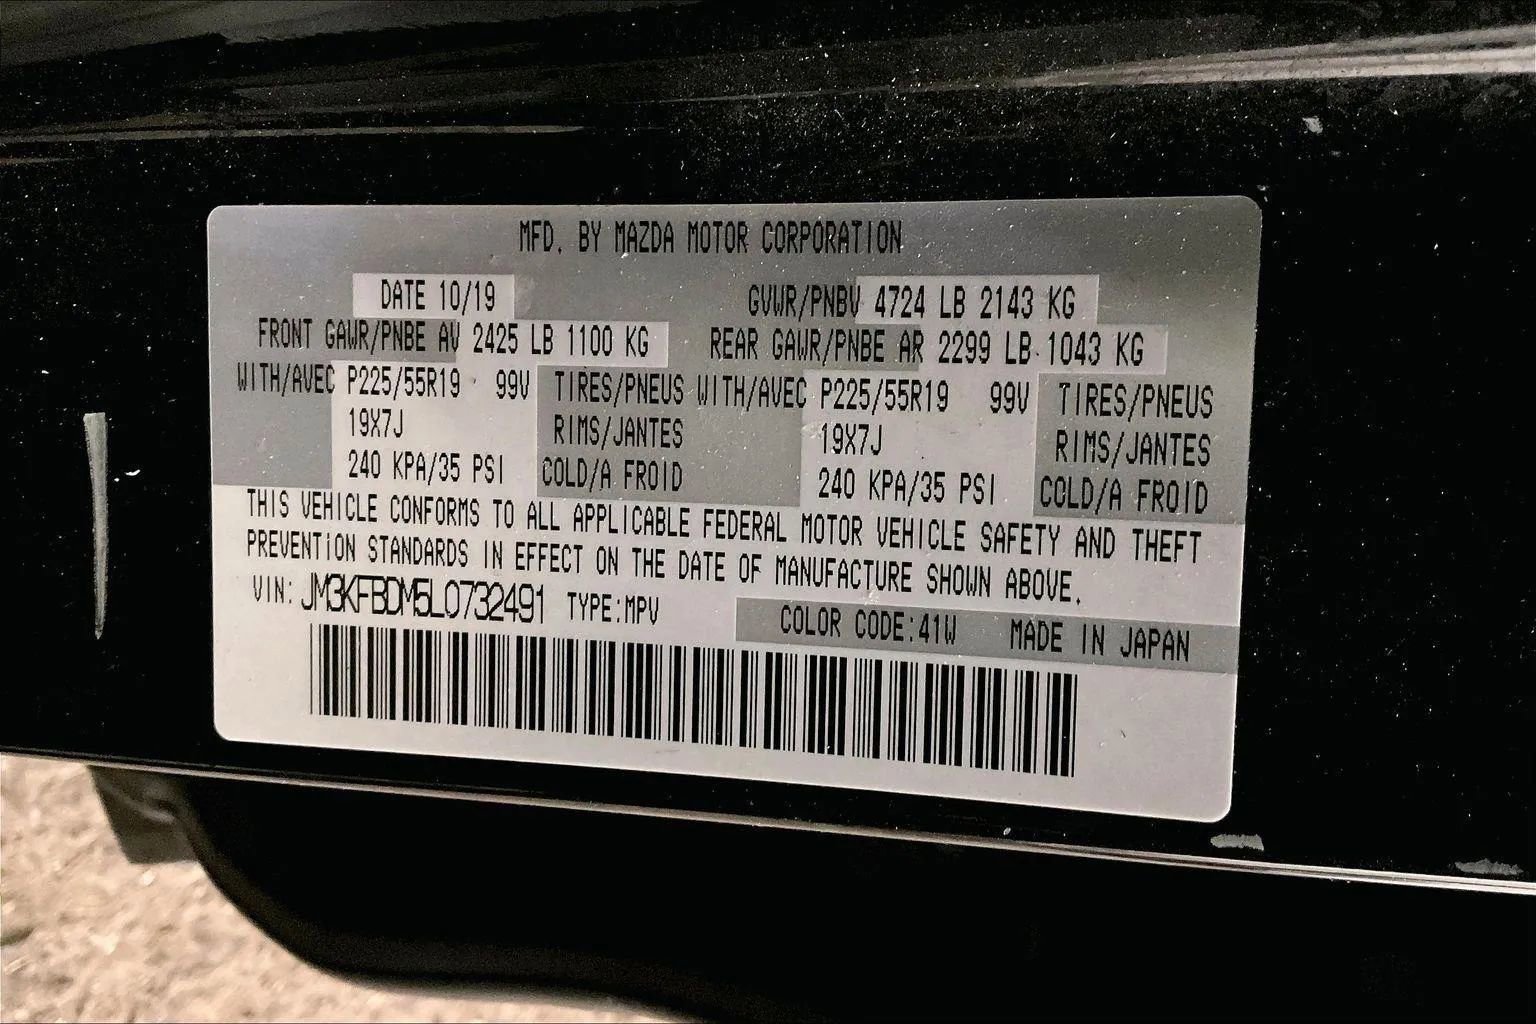 MFD. BY MAZDA MOTOR CORPORATION
DATE 10/19 GVWR/PNBV 4724 LB 2143 KG
FRONT GAWR/PNBE AV 2425 LB 1100 KG REAR GAWR/PNBE AR 2299 LB 1043 KG
WITH/AVEC P225/55R19 99V TIRES/PNEUS WITH/AVEC P225/55R19 99V TIRES/PNEUS
19X7J RIMS/JANTES 19X7J RIMS/JANTES
240 KPA/35 PSI COLD/A FROID 240 KPA/35 PSI COLD/A FROID
THIS VEHICLE CONFORMS TO ALL APPLICABLE FEDERAL MOTOR VEHICLE SAFETY AND THEFT
PREVENTION STANDARDS IN EFFECT ON THE DATE OF MANUFACTURE SHOWN ABOVE.
VIN: JM3KFBDM5L0732491 TYPE:MPV COLOR CODE:41W MADE IN JAPAN